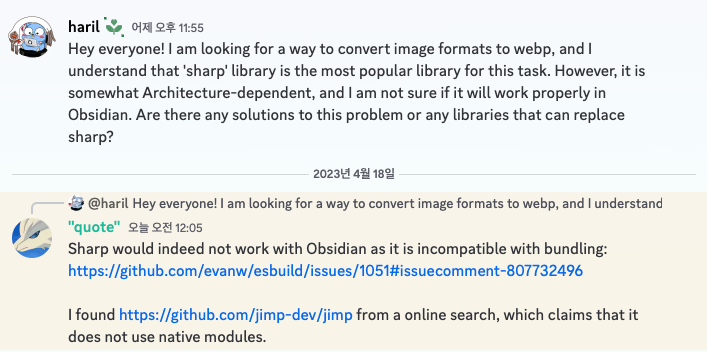 haril 어제 오후 11:55
Hey everyone! I am looking for a way to convert image formats to webp, and I
understand that 'sharp' library is the most popular library for this task. However, it is
somewhat Architecture-dependent, and I am not sure if it will work properly in
Obsidian. Are there any solutions to this problem or any libraries that can replace
sharp?
2023년 4월 18일
@haril Hey everyone! I am looking for a way to convert image formats to webp, and I understand
"quote" 오늘 오전 12:05
Sharp would indeed not work with Obsidian as it is incompatible with bundling:
https://github.com/evanw/esbuild/issues/1051#issuecomment-807732496
I found https://github.com/jimp-dev/jimp from a online search, which claims that it
does not use native modules.